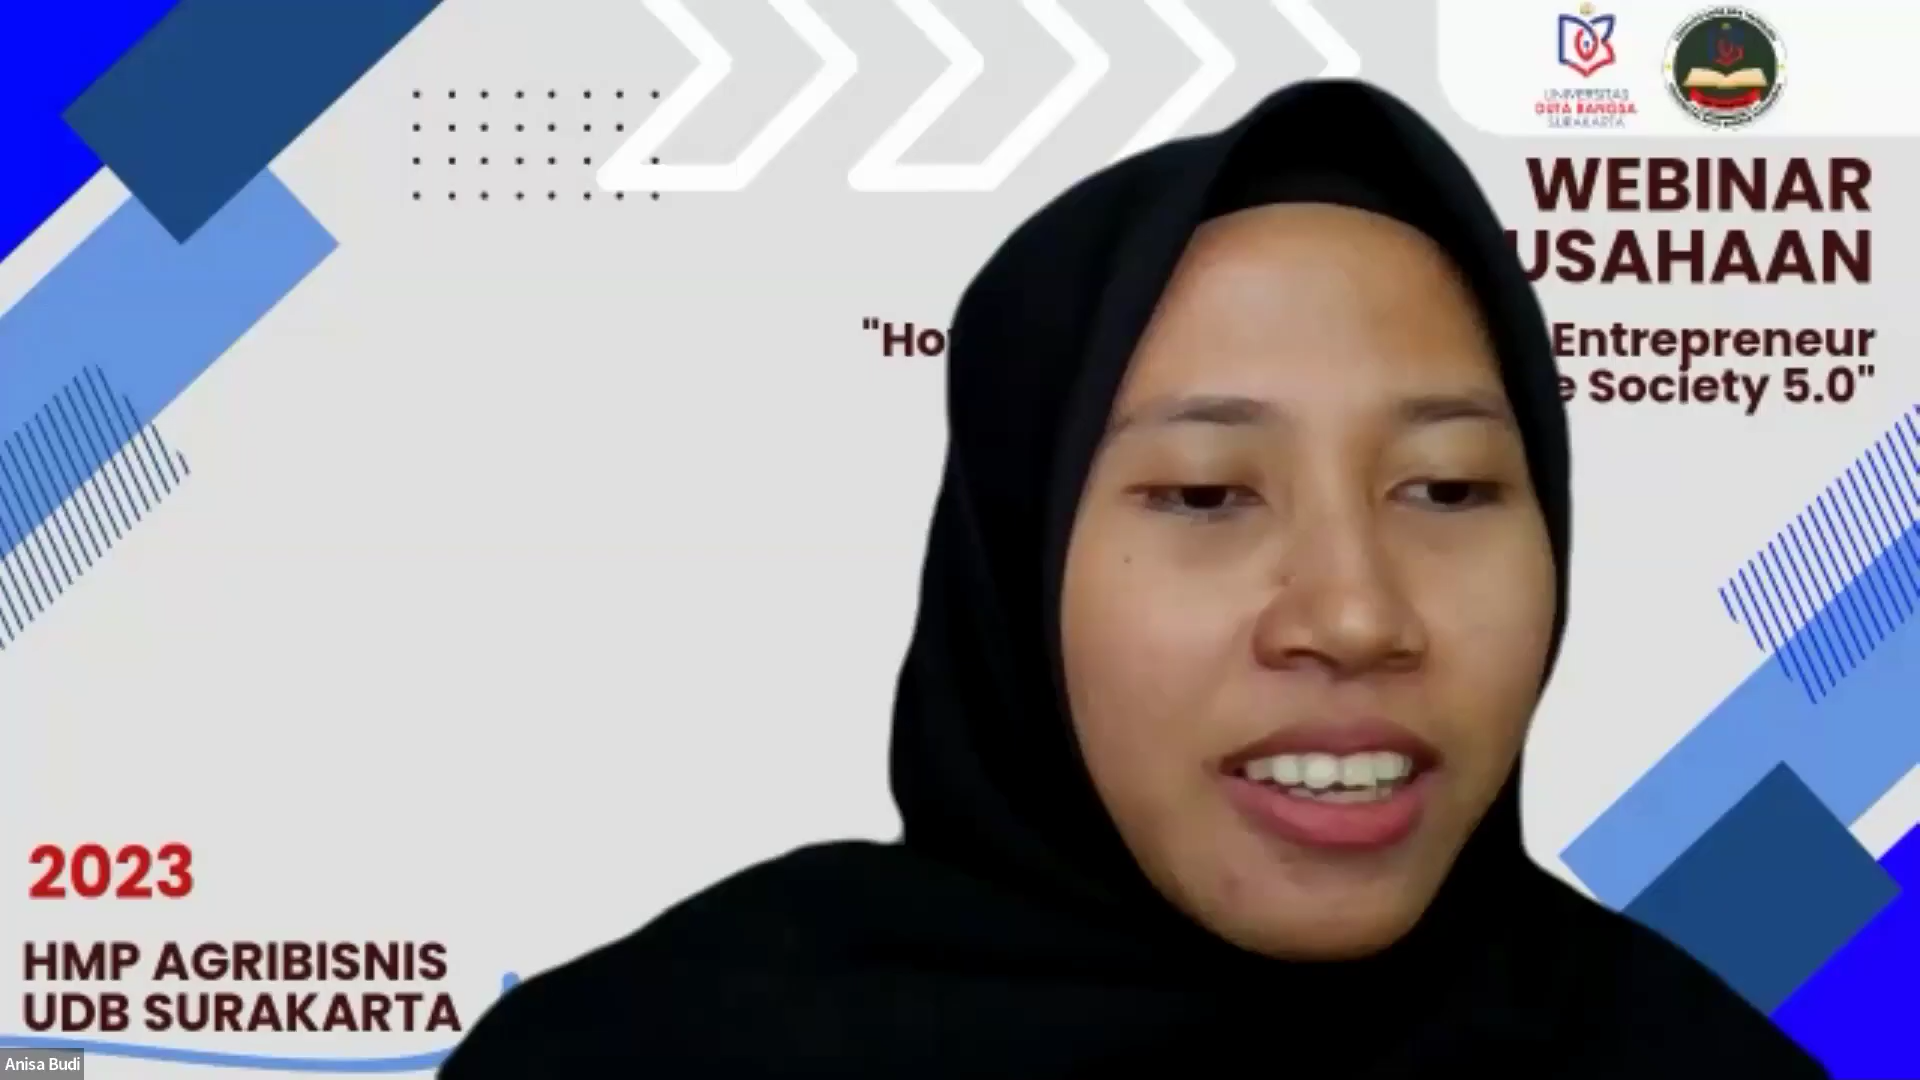 UNIVERSITAS
DUTA BANGSA
SURAKARTA
WEBINAR
USAHAAN
"Ho Entrepreneur
e Society 5.0"
2023
HMP AGRIBISNIS
UDB SURAKARTA
Anisa Budi